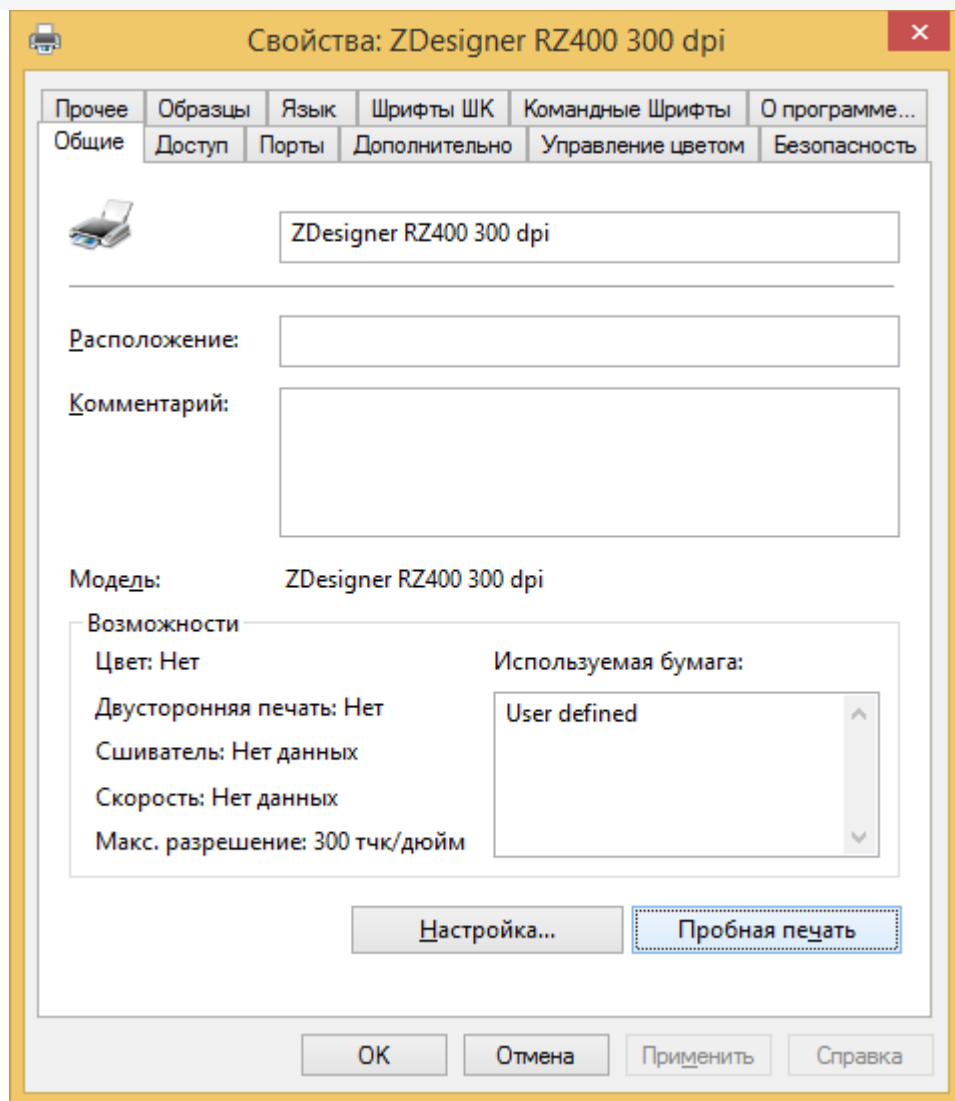 Свойства: ZDesigner RZ400 300 dpi
Прочее Образцы Язык Шрифты ШК Командные Шрифты О программе...
Общие Доступ Порты Дополнительно Управление цветом Безопасность
ZDesigner RZ400 300 dpi
Расположение:
Комментарий:
Модель: ZDesigner RZ400 300 dpi
Возможности
Цвет: Нет
Используемая бумага:
Двусторонняя печать: Нет
User defined
Сшиватель: Нет данных
Скорость: Нет данных
Макс. разрешение: 300 тчк/дюйм
Настройка... Пробная печать
OK Отмена Применить Справка